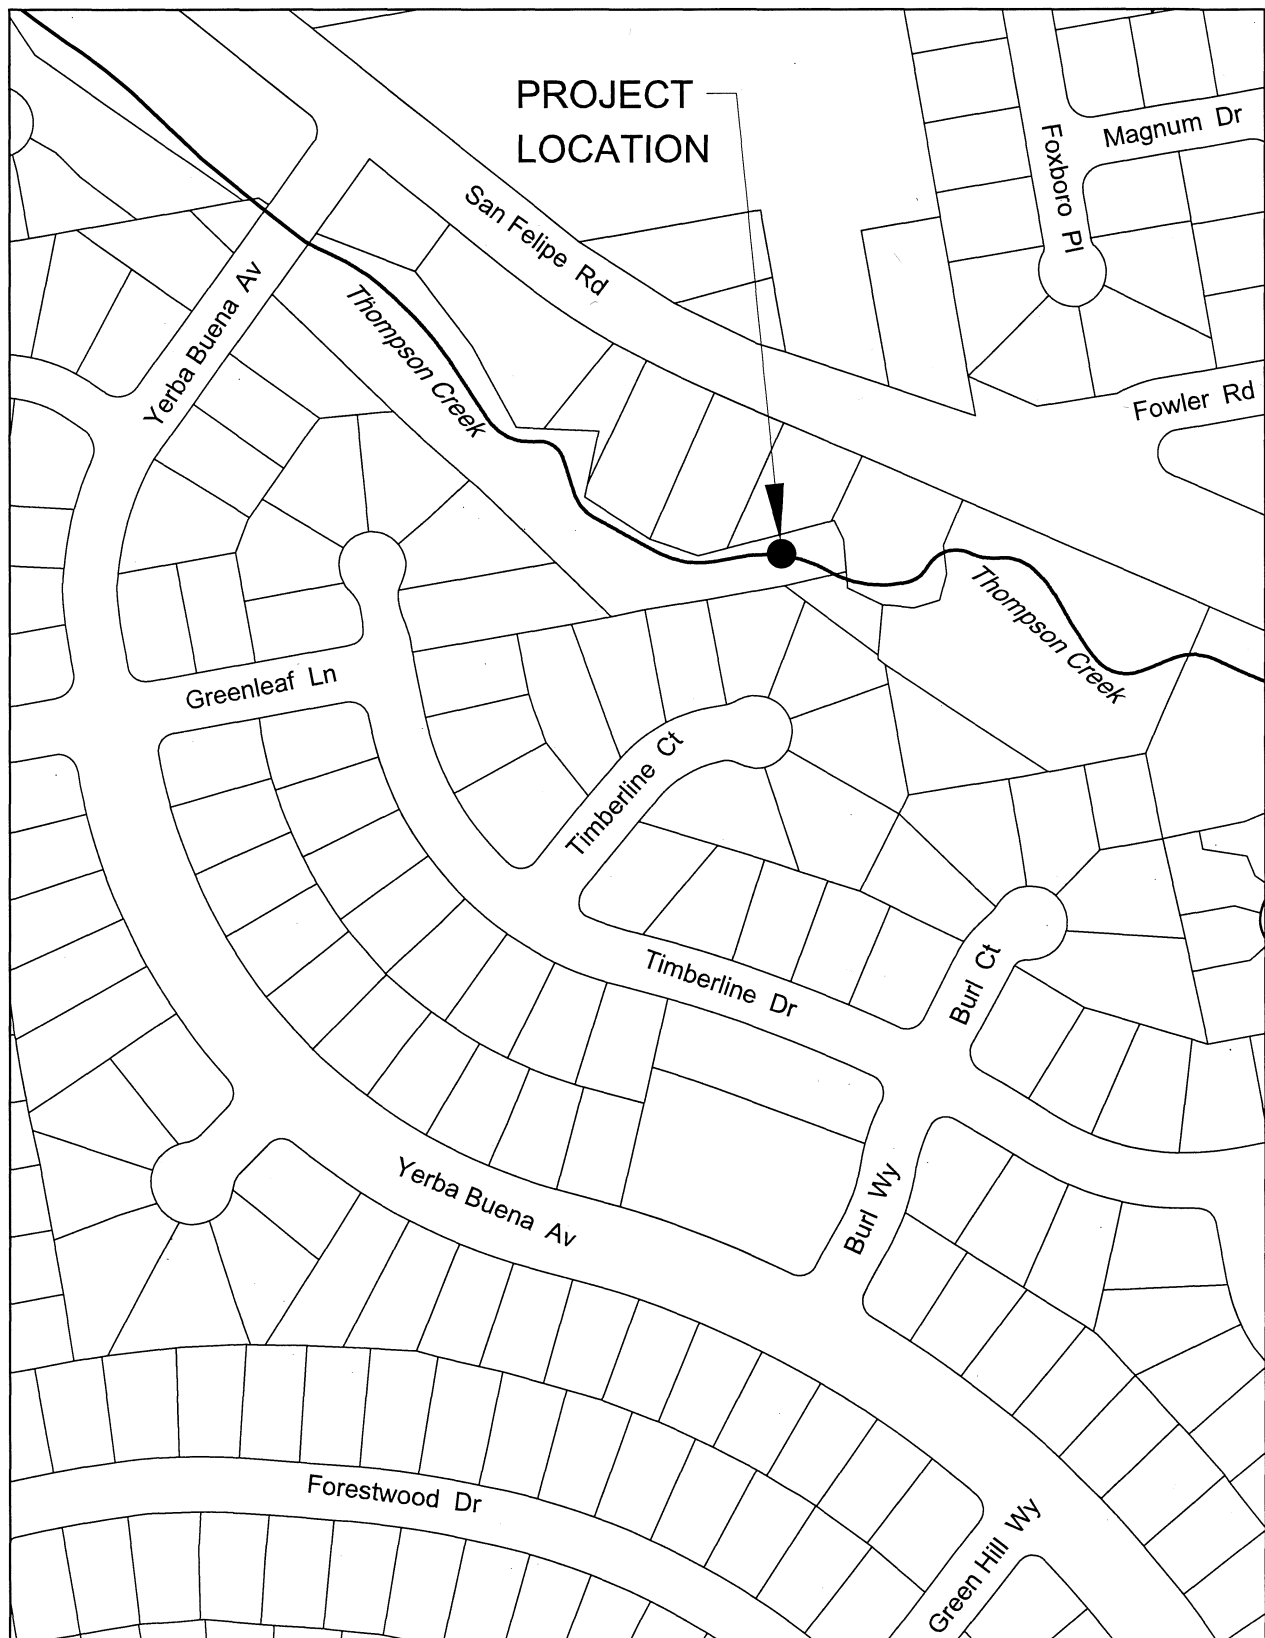 PROJECT
LOCATION
Magnum Dr
Foxboro Pl
San Felipe Rd
Yerba Buena Av
Thompson Creek
Fowler Rd
Thompson Creek
Greenleaf Ln
Timberline Ct
Timberline Dr
Burl Ct
Yerba Buena Av
Burl Wy
Forestwood Dr
Green Hill Wy